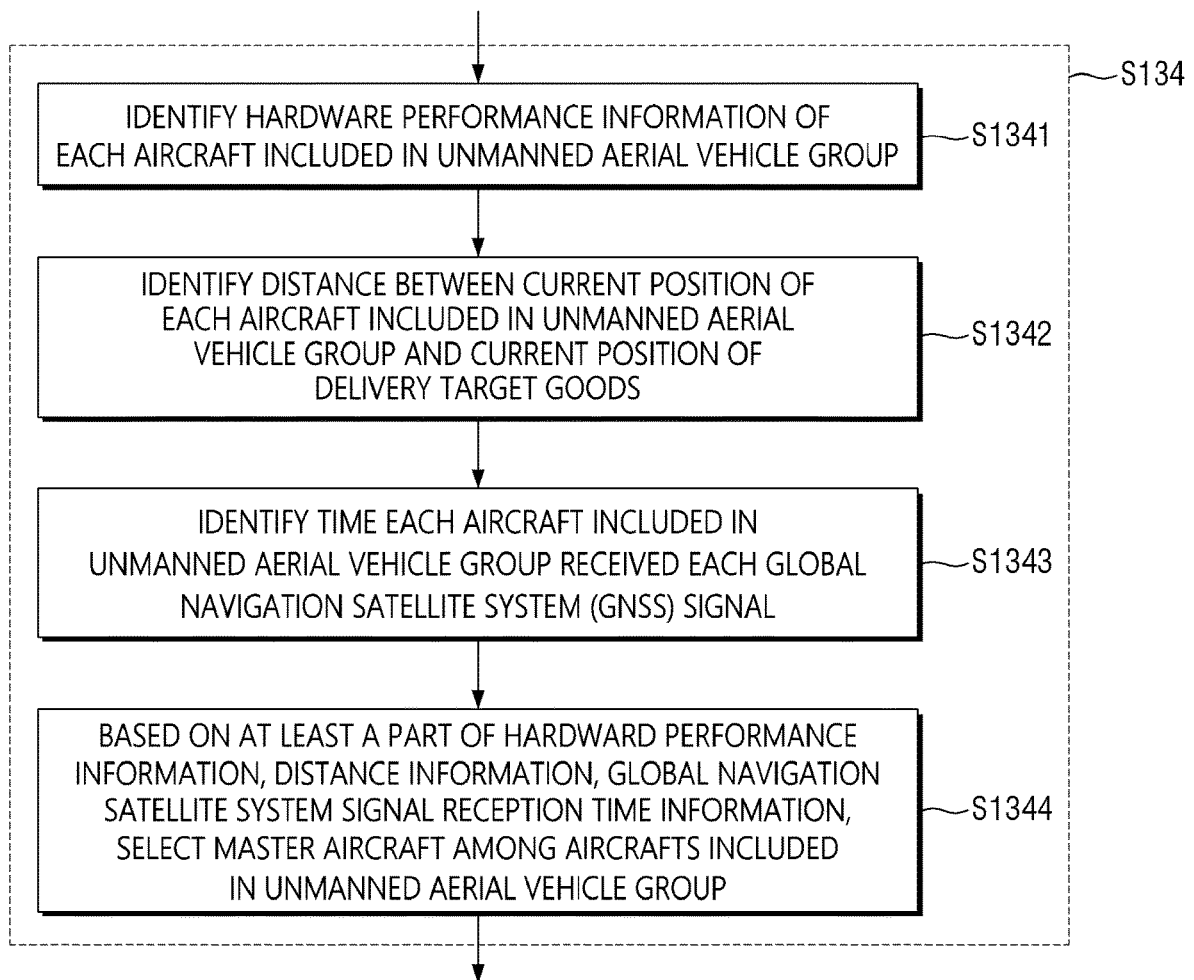 S134
IDENTIFY HARDWARE PERFORMANCE INFORMATION OF
EACH AIRCRAFT INCLUDED IN UNMANNED AERIAL VEHICLE GROUP
S1341
IDENTIFY DISTANCE BETWEEN CURRENT POSITION OF
EACH AIRCRAFT INCLUDED IN UNMANNED AERIAL
VEHICLE GROUP AND CURRENT POSITION OF
DELIVERY TARGET GOODS
S1342
IDENTIFY TIME EACH AIRCRAFT INCLUDED IN
UNMANNED AERIAL VEHICLE GROUP RECEIVED EACH GLOBAL
NAVIGATION SATELLITE SYSTEM (GNSS) SIGNAL
S1343
BASED ON AT LEAST A PART OF HARDWARD PERFORMANCE
INFORMATION, DISTANCE INFORMATION, GLOBAL NAVIGATION
SATELLITE SYSTEM SIGNAL RECEPTION TIME INFORMATION,
SELECT MASTER AIRCRAFT AMONG AIRCRAFTS INCLUDED
IN UNMANNED AERIAL VEHICLE GROUP
S1344